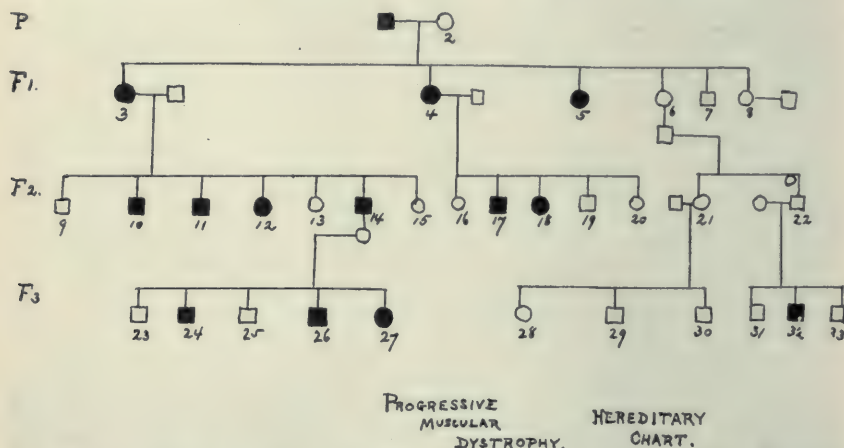 P
2
F1.
3 4 5 6 7 8
F2.
9 10 11 12 13 14 15 16 17 18 19 20 21 22
F3
23 24 25 26 27 28 29 30 31 32 33
PROGRESSIVE
MUSCULAR
DYSTROPHY.
HEREDITARY
CHART.